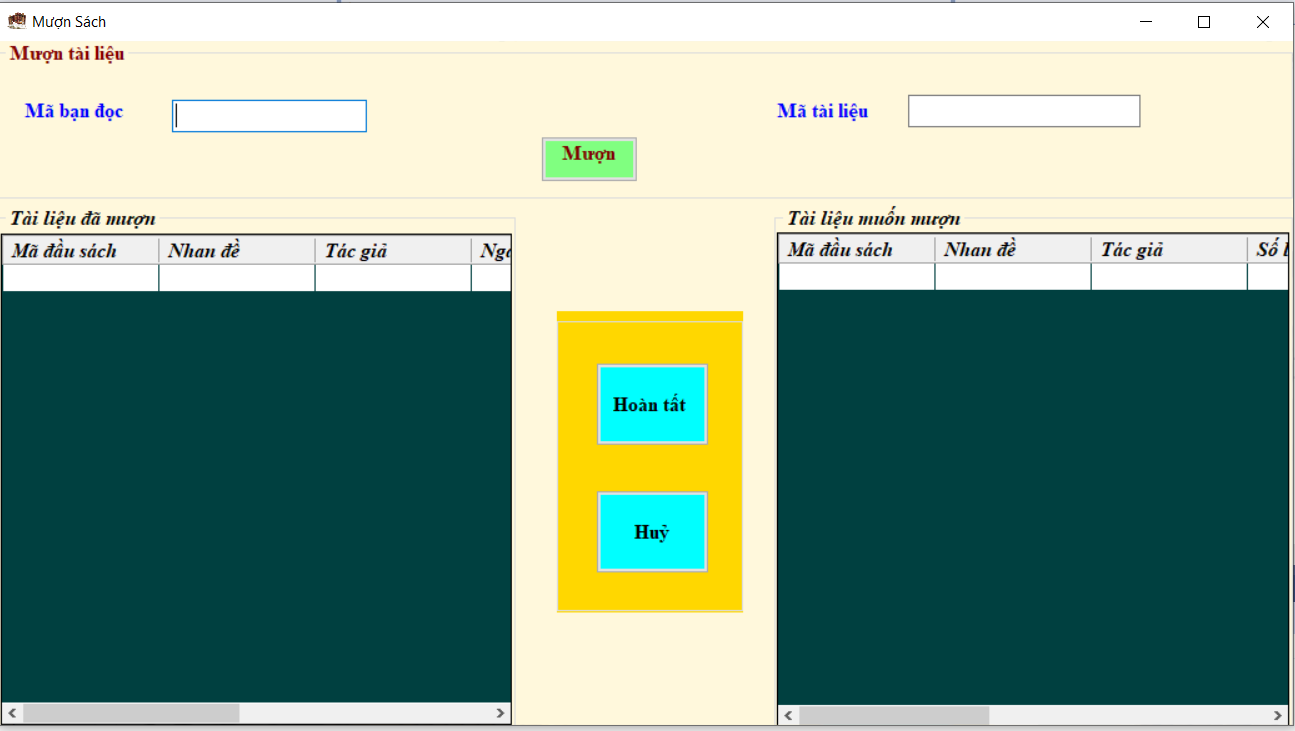 Mượn Sách
Mượn tài liệu
Mã bạn đọc
Mã tài liệu
Mượn
Tài liệu đã mượn
Mã đầu sách Nhan đề Tác giả
Tài liệu muốn mượn
Mã đầu sách Nhan đề Tác giả Số
Hoàn tất
Huỷ